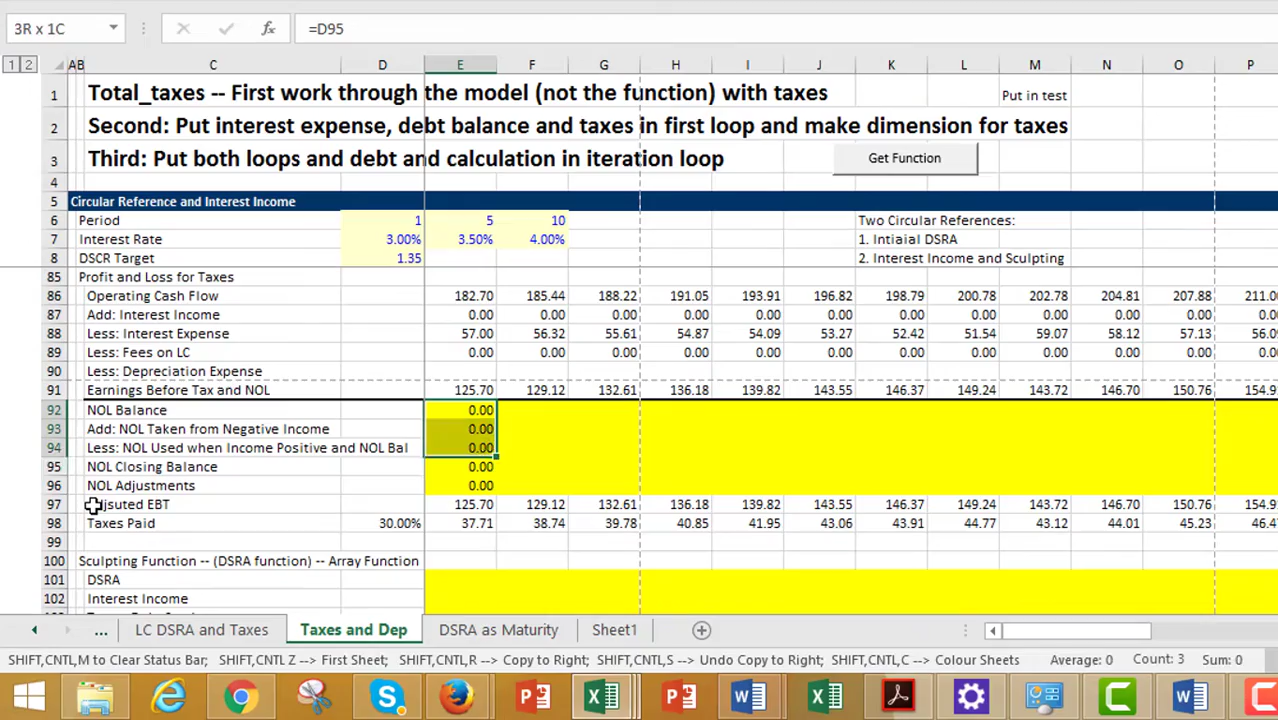 3R x 1C =D95
1 2 AB C D E F G H I J K L M N O P
1 Total_taxes -- First work through the model (not the function) with taxes Put in test
2 Second: Put interest expense, debt balance and taxes in first loop and make dimension for taxes
3 Third: Put both loops and debt and calculation in iteration loop Get Function
4
5 Circular Reference and Interest Income
6 Period 1 5 10 Two Circular References:
7 Interest Rate 3.00% 3.50% 4.00% 1. Intiaial DSRA
8 DSCR Target 1.35 2. Interest Income and Sculpting
85 Profit and Loss for Taxes
86 Operating Cash Flow 182.70 185.44 188.22 191.05 193.91 196.82 198.79 200.78 202.78 204.81 207.88 211.0
87 Add: Interest Income 0.00 0.00 0.00 0.00 0.00 0.00 0.00 0.00 0.00 0.00 0.00 0.0
88 Less: Interest Expense 57.00 56.32 55.61 54.87 54.09 53.27 52.42 51.54 59.07 58.12 57.13 56.0
89 Less: Fees on LC 0.00 0.00 0.00 0.00 0.00 0.00 0.00 0.00 0.00 0.00 0.00 0.0
90 Less: Depreciation Expense
91 Earnings Before Tax and NOL 125.70 129.12 132.61 136.18 139.82 143.55 146.37 149.24 143.72 146.70 150.76 154.9
92 NOL Balance 0.00
93 Add: NOL Taken from Negative Income 0.00
94 Less: NOL Used when Income Positive and NOL Bal 0.00
95 NOL Closing Balance 0.00
96 NOL Adjustments 0.00
97 djsuted EBT 125.70 129.12 132.61 136.18 139.82 143.55 146.37 149.24 143.72 146.70 150.76 154.9
98 Taxes Paid 30.00% 37.71 38.74 39.78 40.85 41.95 43.06 43.91 44.77 43.12 44.01 45.23 46.4
99
100 Sculpting Function -- (DSRA function) -- Array Function
101 DSRA
102 Interest Income
... LC DSRA and Taxes Taxes and Dep DSRA as Maturity Sheet1
SHIFT,CNTL,M to Clear Status Bar; SHIFT,CNTL Z --> First Sheet; SHIFT,CNTL,R --> Copy to Right; SHIFT,CNTL,S --> Undo Copy to Right; SHIFT,CNTL,C --> Colour Sheets Average: 0 Count: 3 Sum: 0